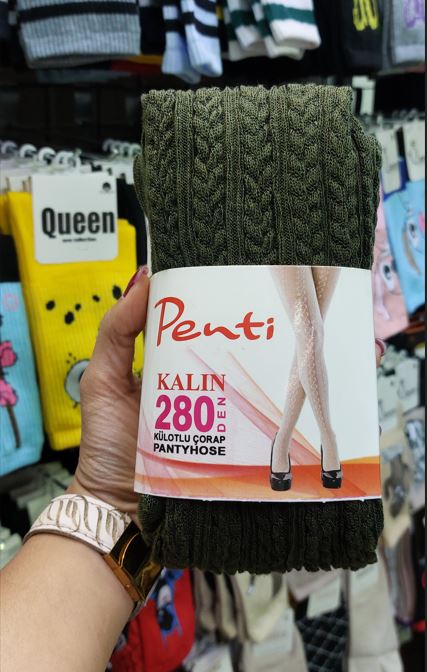 Queen
Penti
KALIN
280 DEN
KÜLOTLU ÇORAP
PANTYHOSE